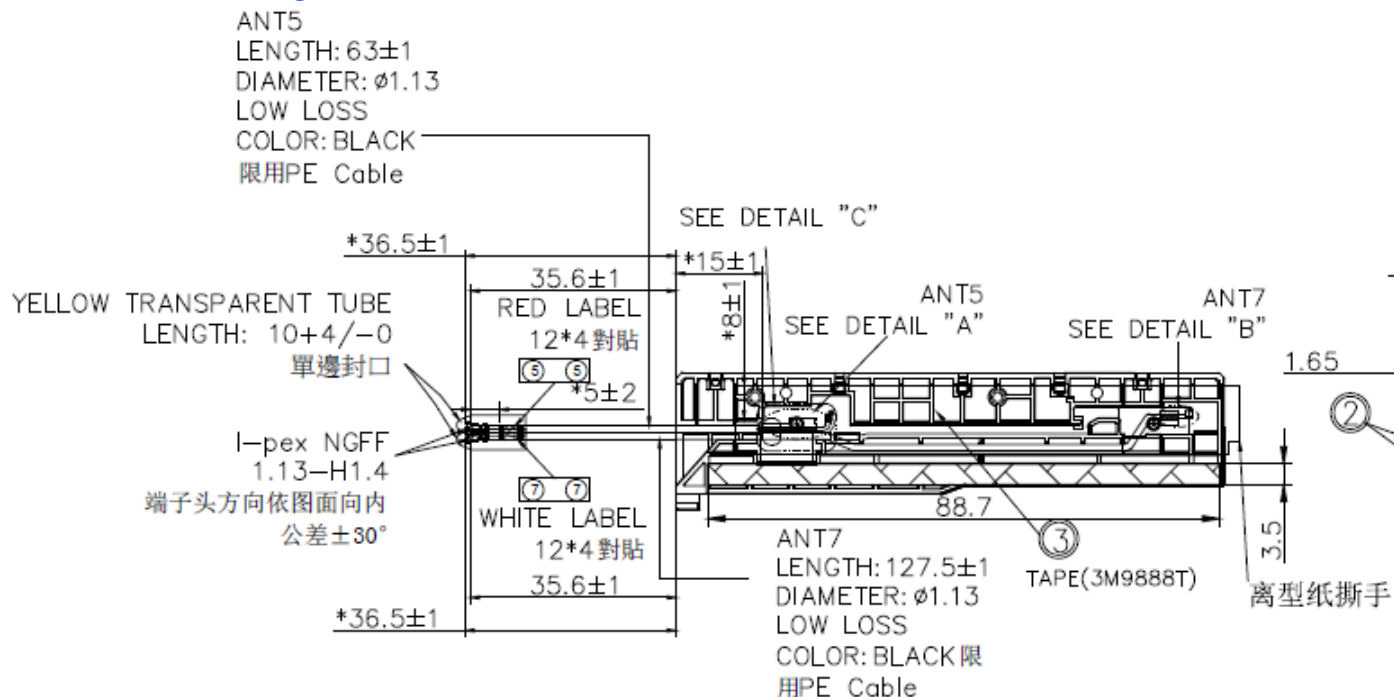 ANT5
LENGTH: 63±1
DIAMETER: ø1.13
LOW LOSS
COLOR: BLACK
限用PE Cable
SEE DETAIL "C"
*36.5±1
*15±1
35.6±1
*8±1
ANT5
SEE DETAIL "A"
ANT7
SEE DETAIL "B"
YELLOW TRANSPARENT TUBE
LENGTH: 10+4/-0
單邊封口
RED LABEL
12*4對貼
5 5
*5±2
1.65
2
I-pex NGFF
1.13-H1.4
端子头方向依图面向内
公差±30°
7 7
WHITE LABEL
12*4對貼
35.6±1
*36.5±1
88.7
3.5
3
TAPE(3M9888T)
离型纸撕手
ANT7
LENGTH: 127.5±1
DIAMETER: ø1.13
LOW LOSS
COLOR: BLACK 限
用PE Cable